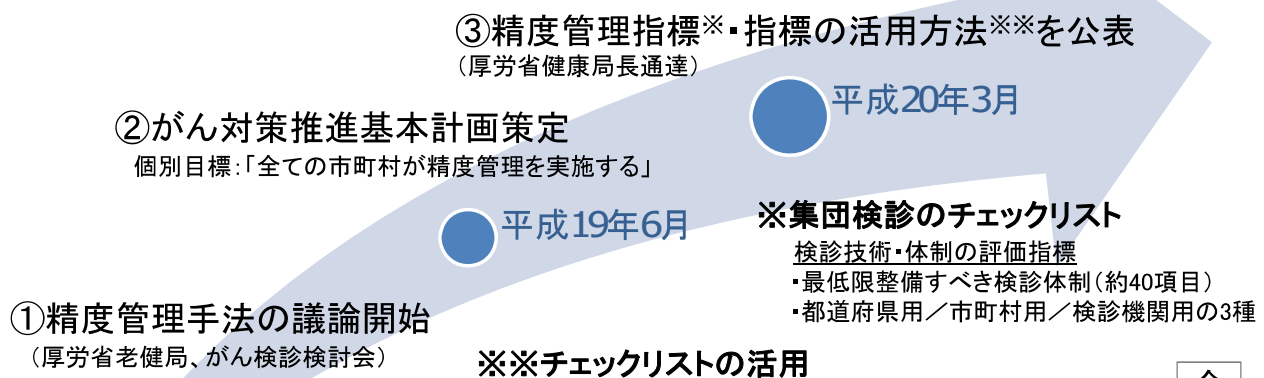 ③精度管理指標※・指標の活用方法※※を公表
（厚労省健康局長通達）
平成20年3月
②がん対策推進基本計画策定
個別目標：「全ての市町村が精度管理を実施する」
平成19年6月
※集団検診のチェックリスト
検診技術・体制の評価指標
・最低限整備すべき検診体制（約40項目）
・都道府県用／市町村用／検診機関用の3種
①精度管理手法の議論開始
（厚労省老健局、がん検診検討会）
※※チェックリストの活用